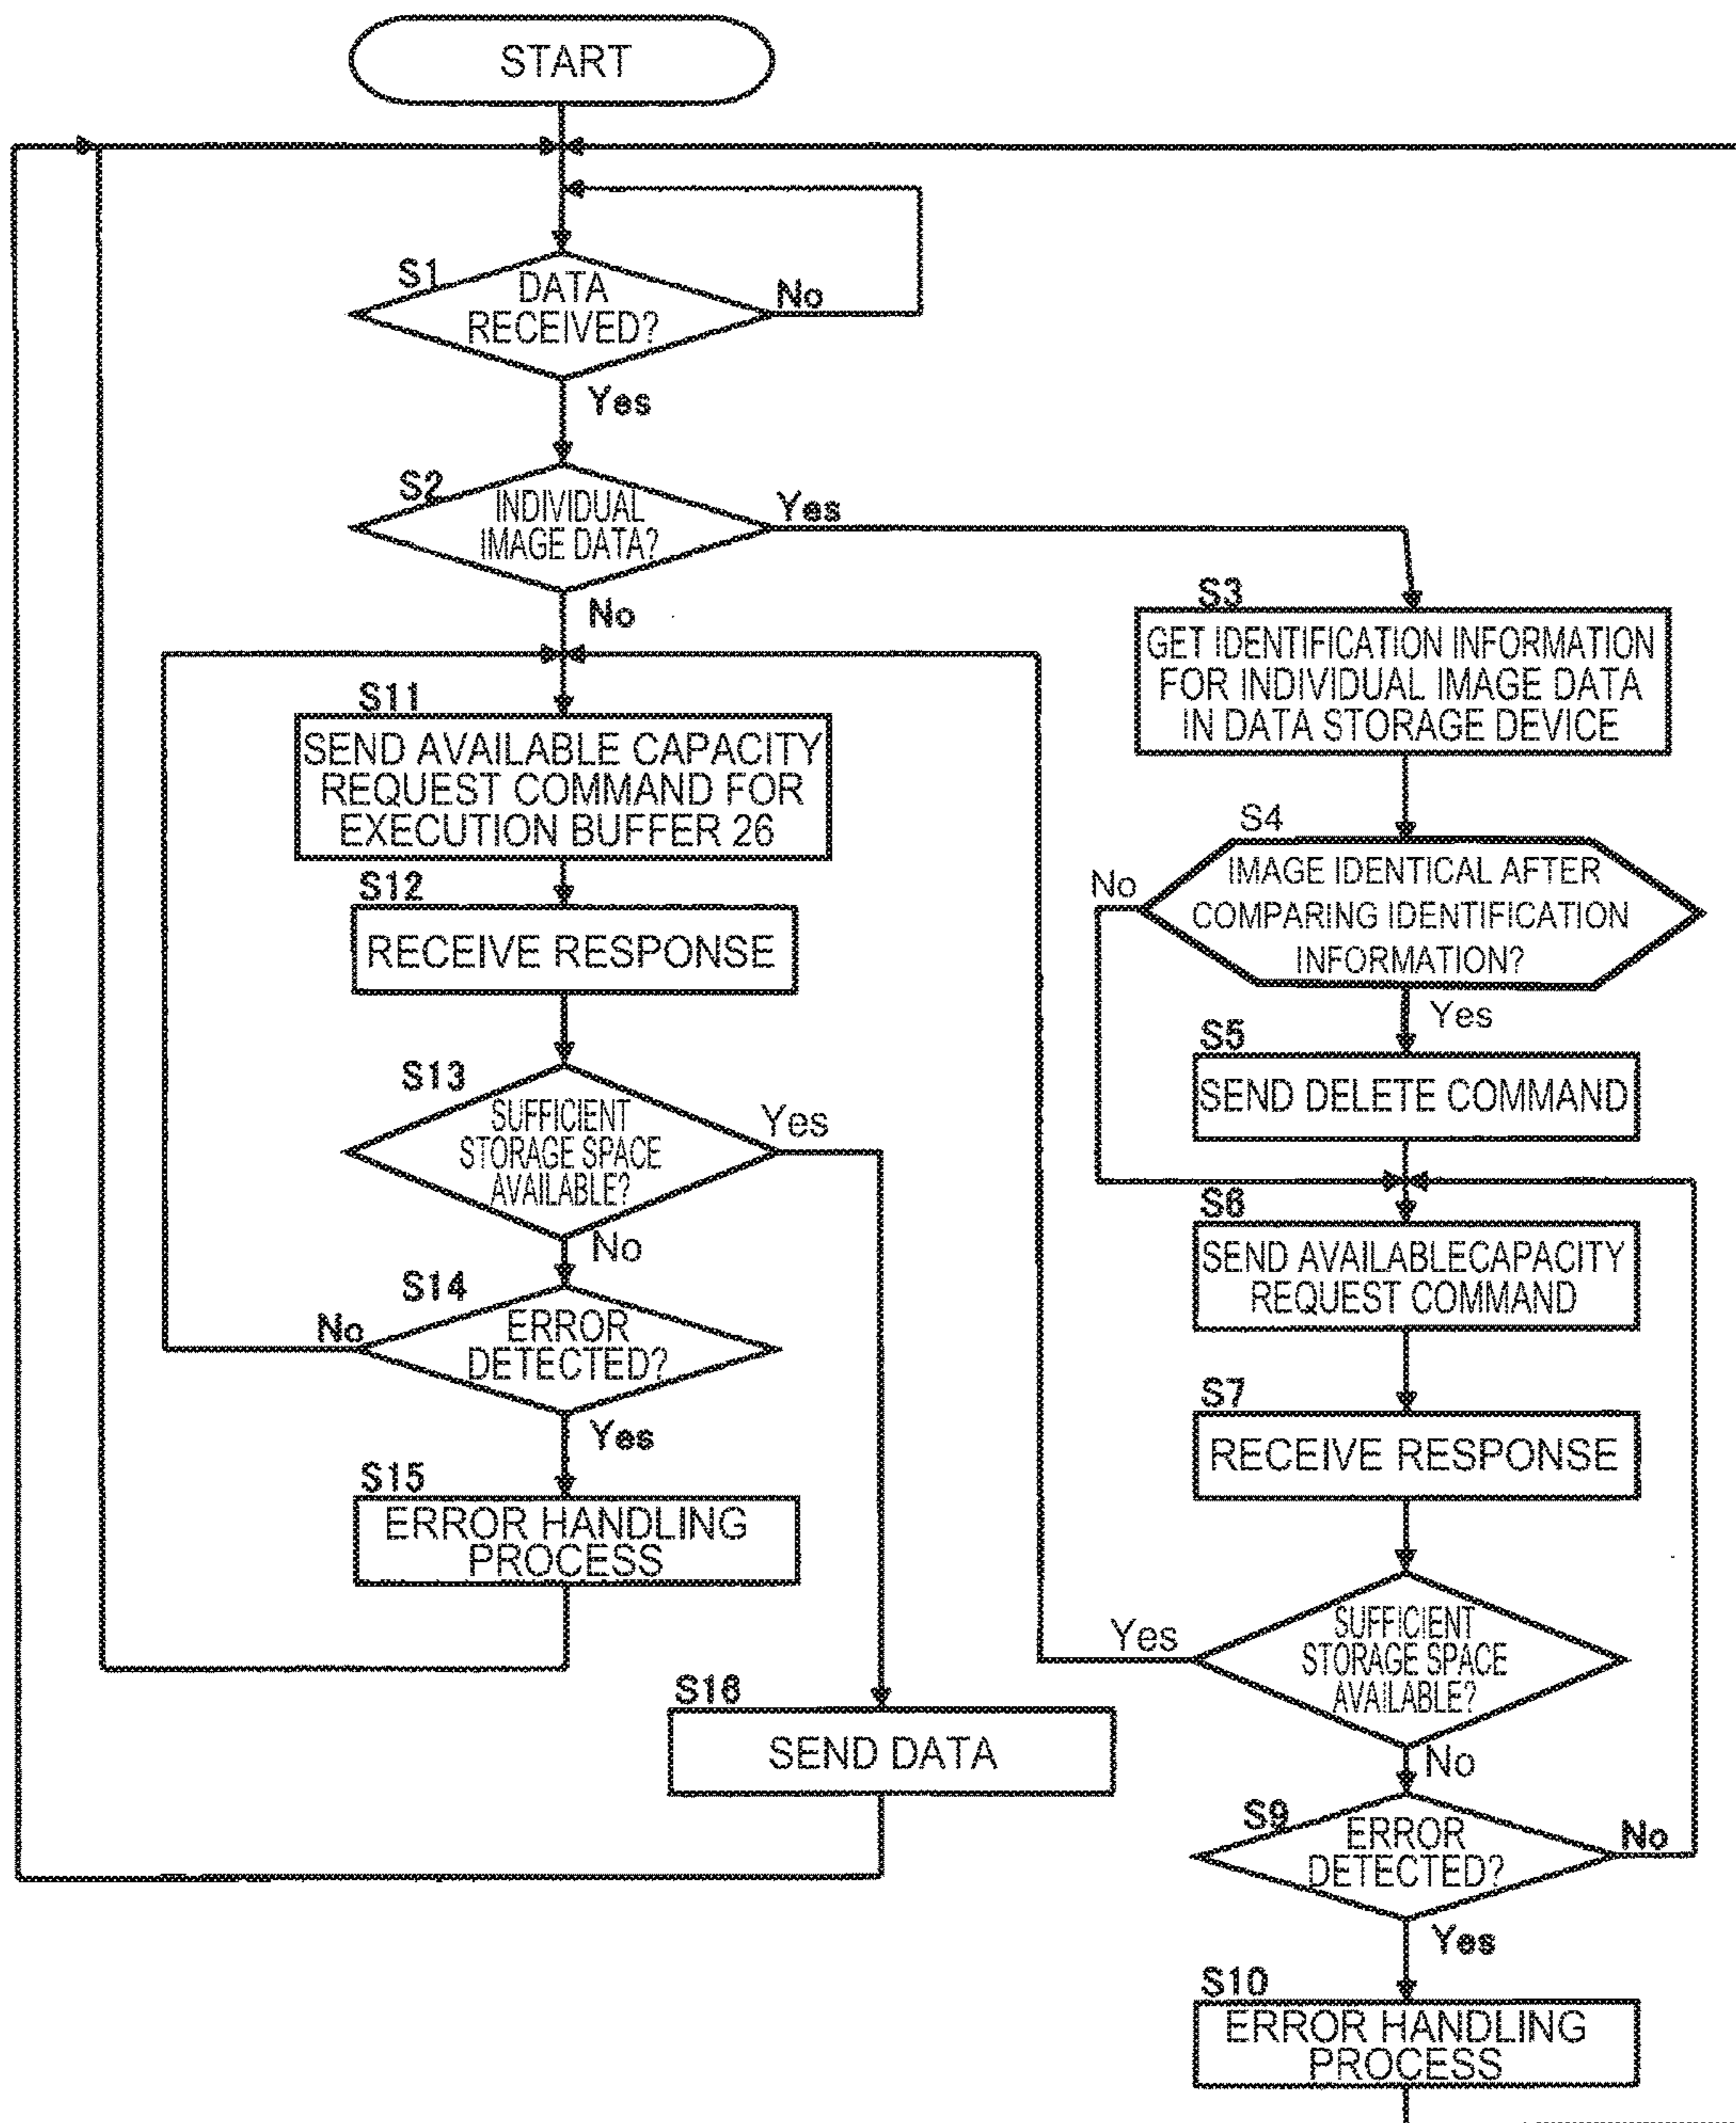 START
S1
DATA
RECEIVED?
No
Yes
S2
INDIVIDUAL
IMAGE DATA?
Yes
No
S3
GET IDENTIFICATION INFORMATION
FOR INDIVIDUAL IMAGE DATA
IN DATA STORAGE DEVICE
S4
No
IMAGE IDENTICAL AFTER
COMPARING IDENTIFICATION
INFORMATION?
Yes
S5
SEND DELETE COMMAND
S6
SEND AVAILABLECAPACITY
REQUEST COMMAND
S7
RECEIVE RESPONSE
SUFFICIENT
STORAGE SPACE
AVAILABLE?
Yes
No
S9
ERROR
DETECTED?
No
Yes
S10
ERROR HANDLING
PROCESS
S11
SEND AVAILABLE CAPACITY
REQUEST COMMAND FOR
EXECUTION BUFFER 26
S12
RECEIVE RESPONSE
S13
SUFFICIENT
STORAGE SPACE
AVAILABLE?
Yes
No
S14
ERROR
DETECTED?
No
Yes
S15
ERROR HANDLING
PROCESS
S16
SEND DATA